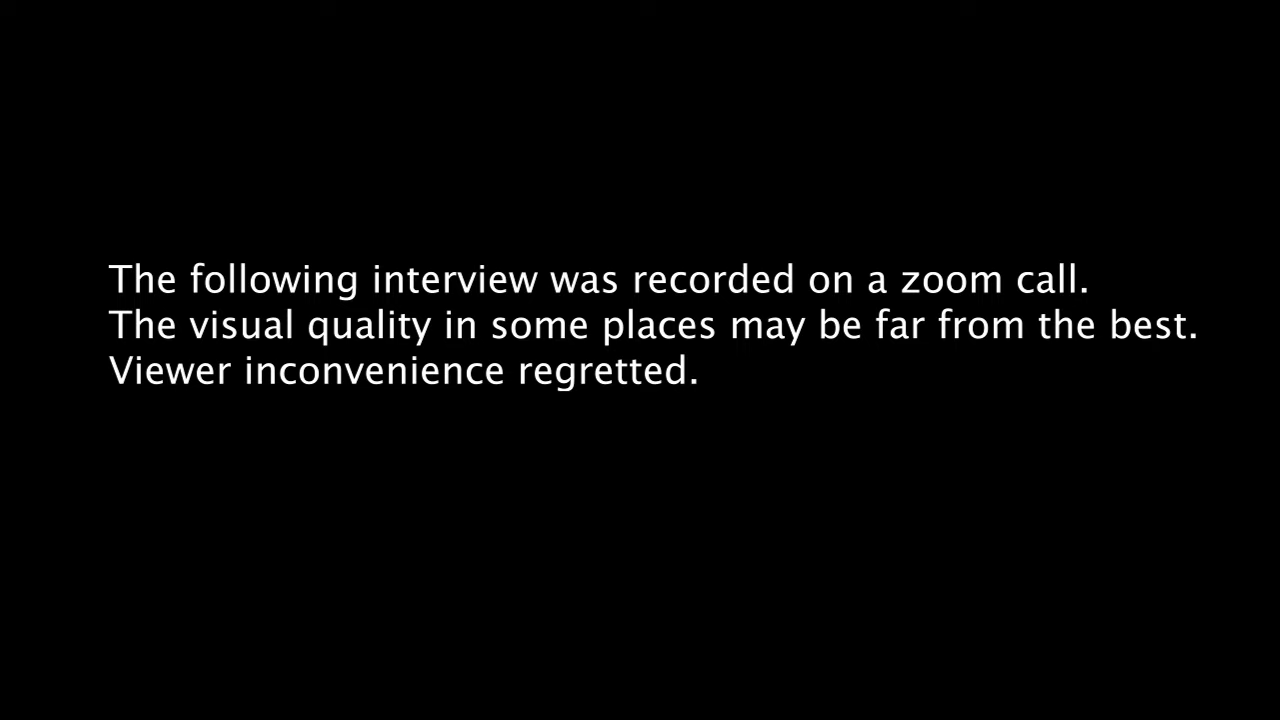 The following interview was recorded on a zoom call.
The visual quality in some places may be far from the best.
Viewer inconvenience regretted.